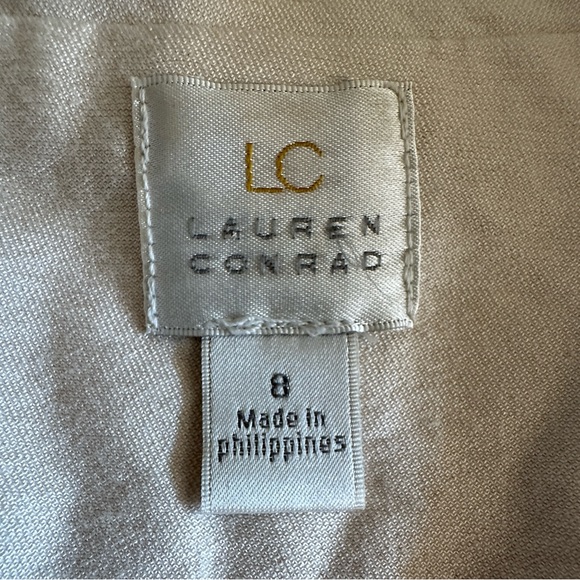 LC
LAUREN
CONRAD
8
Made in
philippines